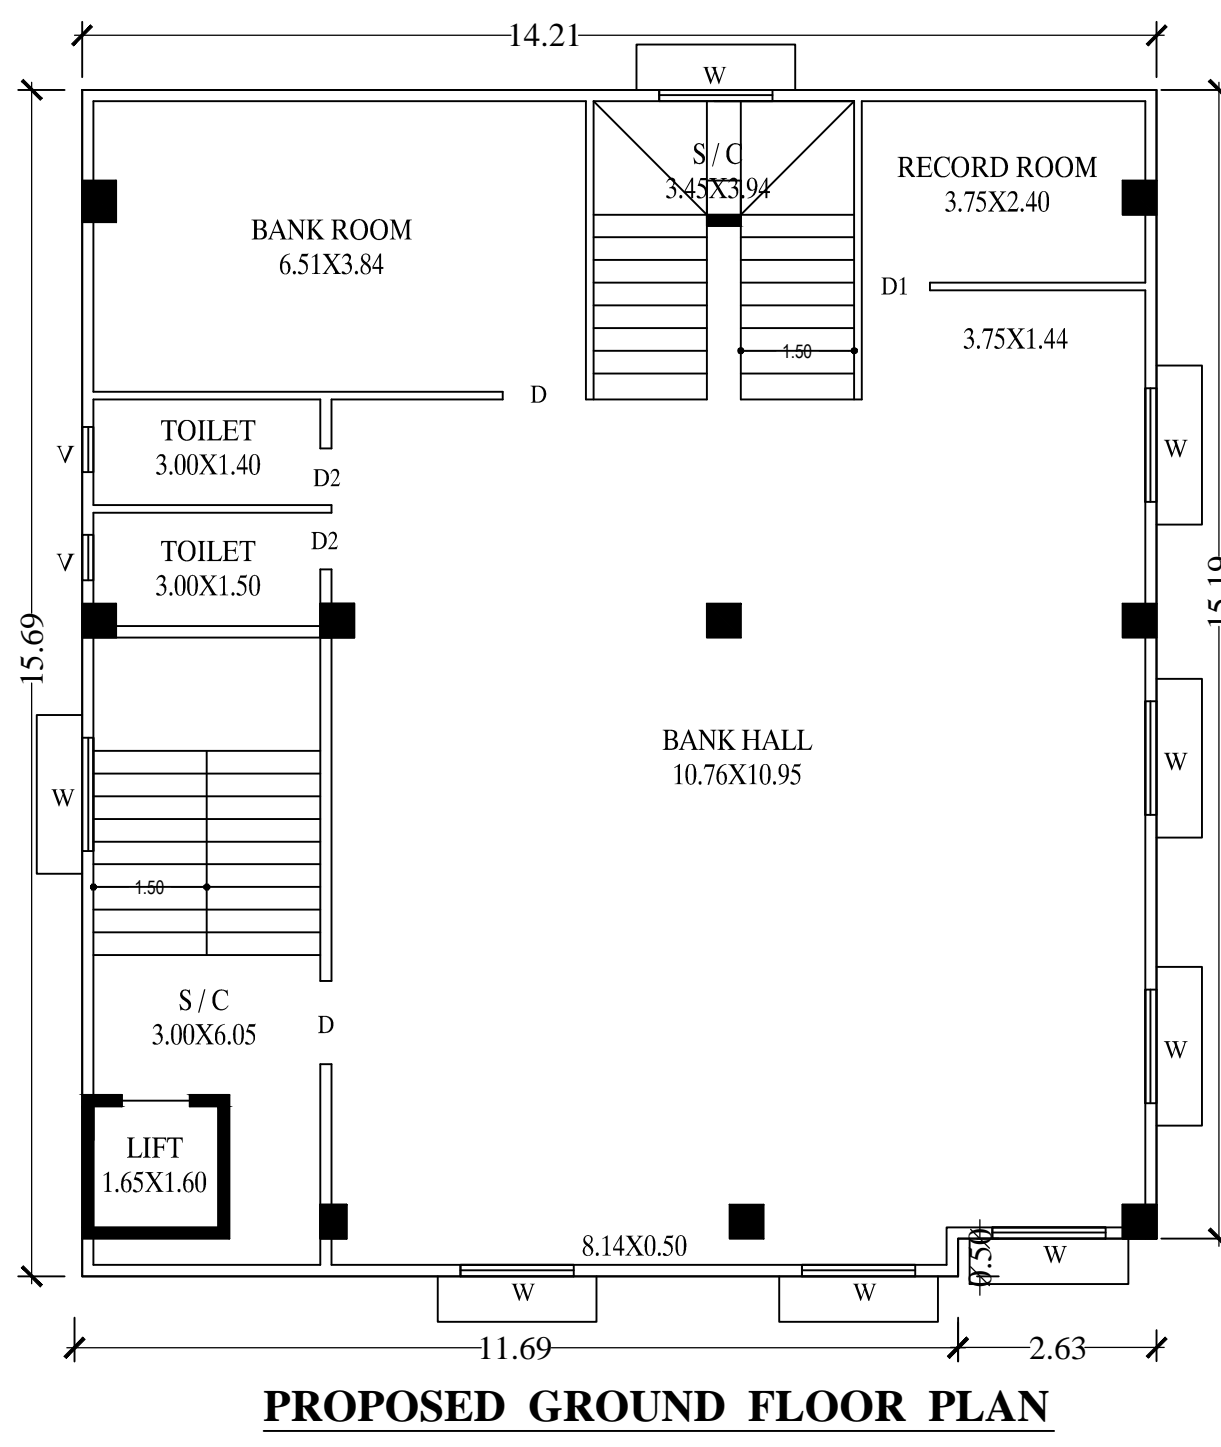 14.21
W
S / C
3.45X3.94
RECORD ROOM
3.75X2.40
BANK ROOM
6.51X3.84
D1
3.75X1.44
1.50
D
TOILET
3.00X1.40
V
D2
W
TOILET
3.00X1.50
V
D2
15.19
15.69
BANK HALL
10.76X10.95
W
W
1.50
S / C
3.00X6.05
D
W
LIFT
1.65X1.60
8.14X0.50
0.50
W
W
W
11.69
2.63
PROPOSED GROUND FLOOR PLAN